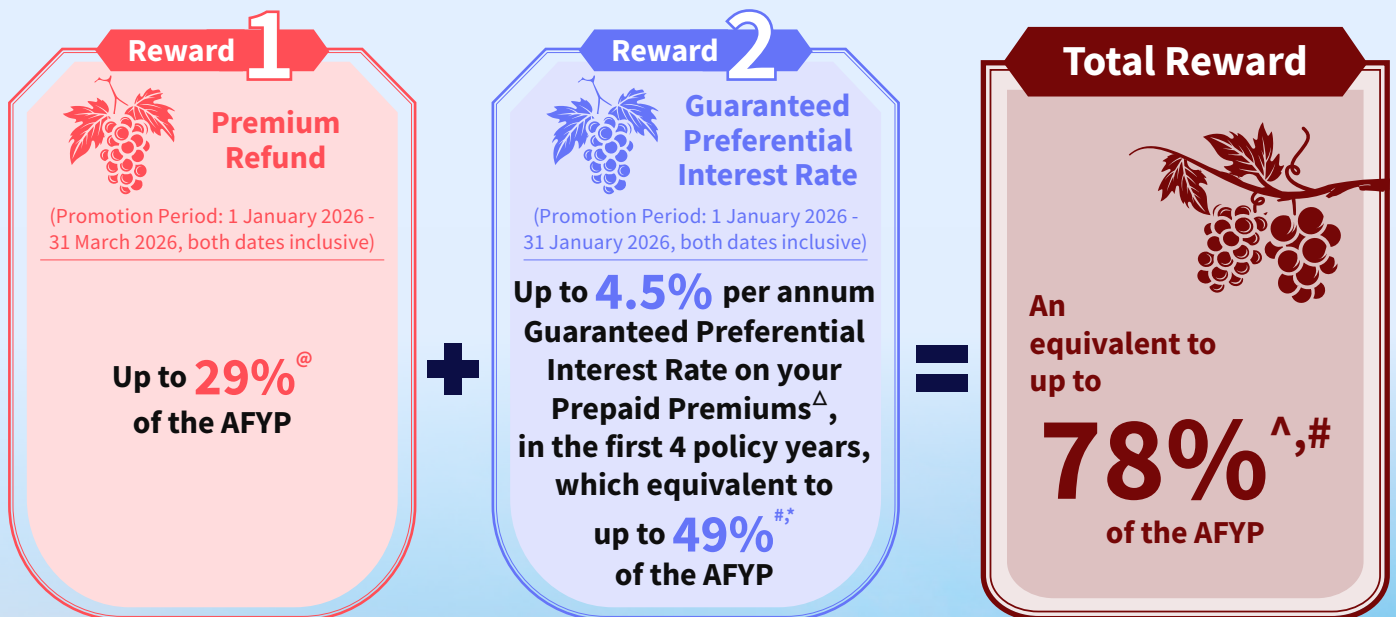 Reward 1
Premium
Refund
(Promotion Period: 1 January 2026 -
31 March 2026, both dates inclusive)
Up to 29%@
of the AFYP
+
Reward 2
Guaranteed
Preferential
Interest Rate
(Promotion Period: 1 January 2026 -
31 January 2026, both dates inclusive)
Up to 4.5% per annum
Guaranteed Preferential
Interest Rate on your
Prepaid Premiums△,
in the first 4 policy years,
which equivalent to
up to 49%#,*
of the AFYP
=
Total Reward
An
equivalent to
up to
78%^,#
of the AFYP